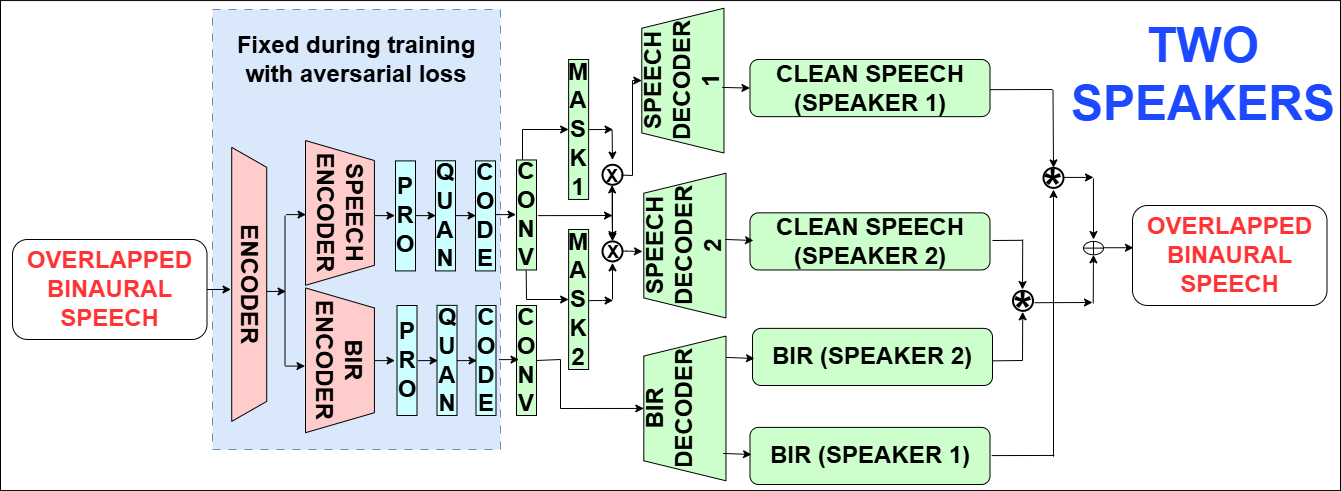 Fixed during training
with aversarial loss
TWO
SPEAKERS
OVERLAPPED
BINAURAL
SPEECH
ENCODER
SPEECH
ENCODER
PRO
QUAN
CODE
CONV
MASK1
MASK2
X
X
SPEECH
DECODER
1
CLEAN SPEECH
(SPEAKER 1)
SPEECH
DECODER
2
CLEAN SPEECH
(SPEAKER 2)
*
*
BIR
ENCODER
PRO
QUAN
CODE
CONV
BIR
DECODER
BIR (SPEAKER 2)
BIR (SPEAKER 1)
OVERLAPPED
BINAURAL
SPEECH